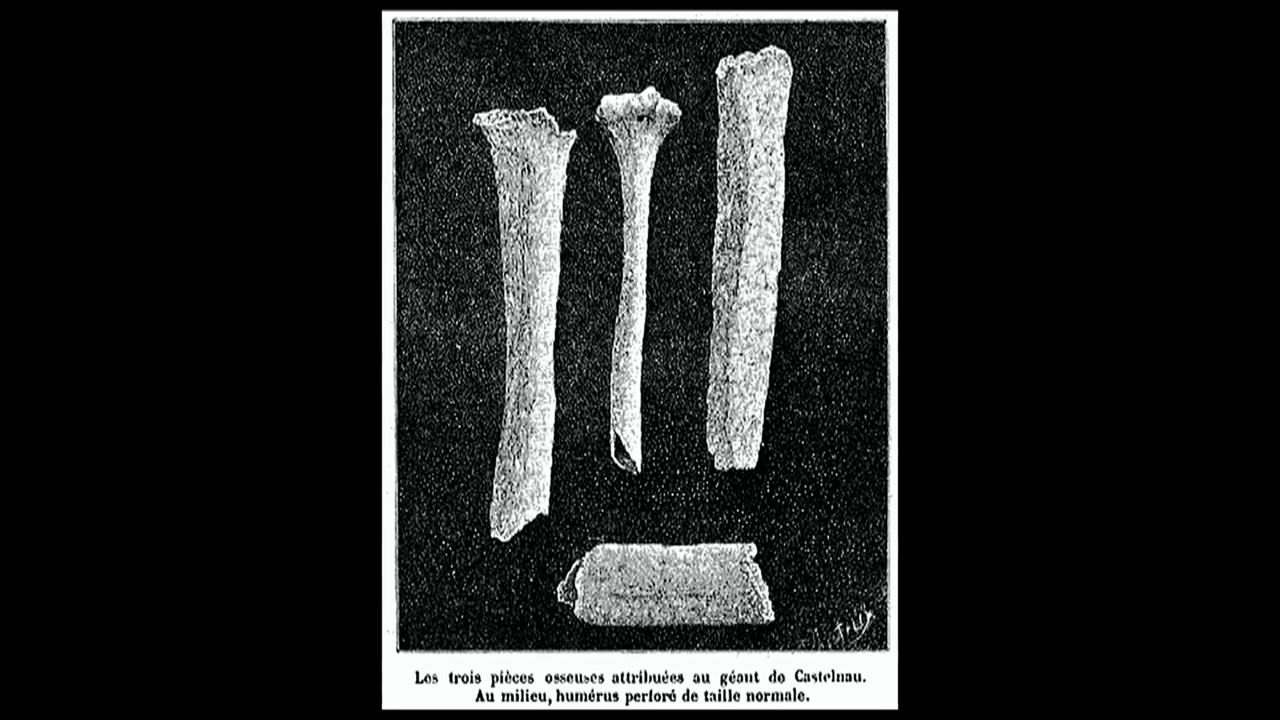 Les trois pièces osseuses attribuées au géant de Castelnau.
Au milieu, humérus perforé de taille normale.